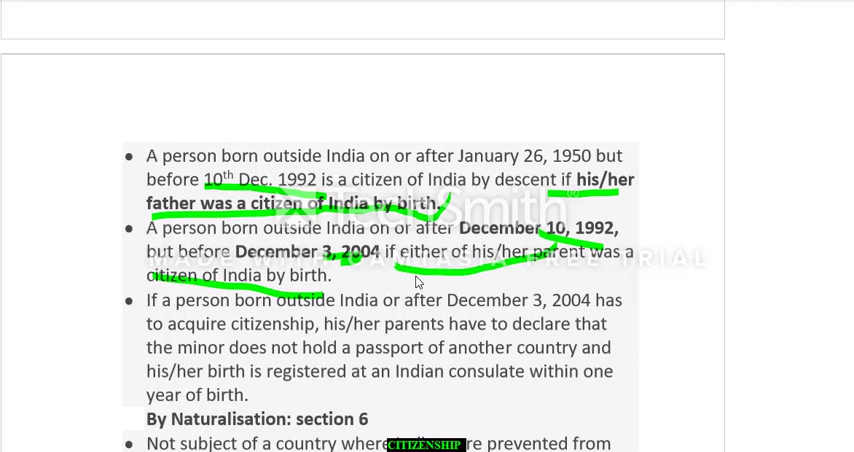 ● A person born outside India on or after January 26, 1950 but
before 10th Dec. 1992 is a citizen of India by descent if his/her
father was a citizen of India by birth.
TechSmith
● A person born outside India on or after December 10, 1992,
but before December 3, 2004 if either of his/her parent was a
MADE WITH CAMTASIA FREE TRIAL
citizen of India by birth.
● If a person born outside India or after December 3, 2004 has
to acquire citizenship, his/her parents have to declare that
the minor does not hold a passport of another country and
his/her birth is registered at an Indian consulate within one
year of birth.
By Naturalisation: section 6
● Not subject of a country where re prevented from
CITIZENSHIP